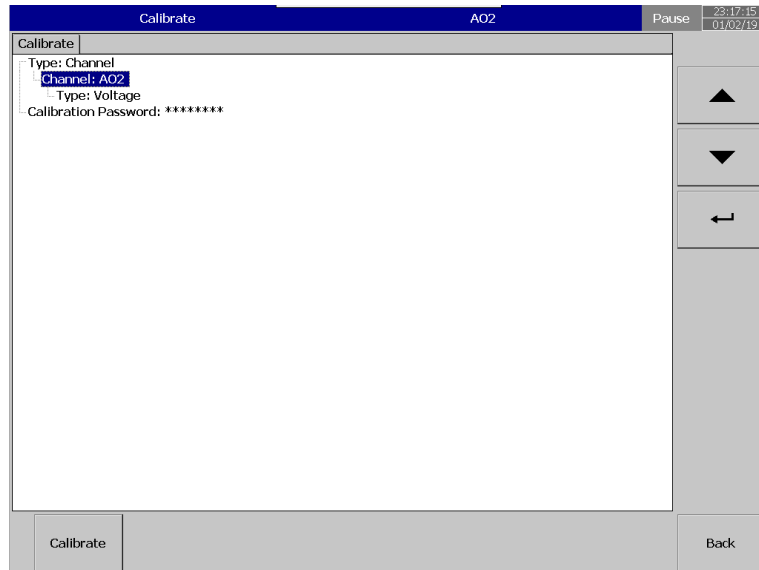 Calibrate AO2 Pause 23:17:15
01/02/19
Calibrate
Type: Channel
Channel: AO2
Type: Voltage
Calibration Password: ********
Calibrate Back